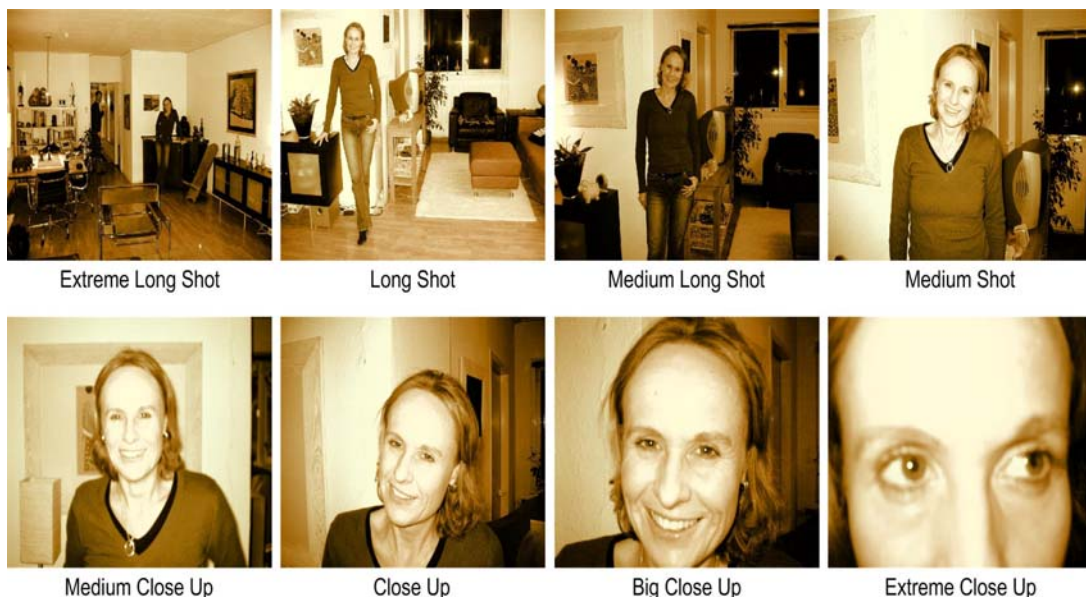 Extreme Long Shot
Long Shot
Medium Long Shot
Medium Shot
Medium Close Up
Close Up
Big Close Up
Extreme Close Up